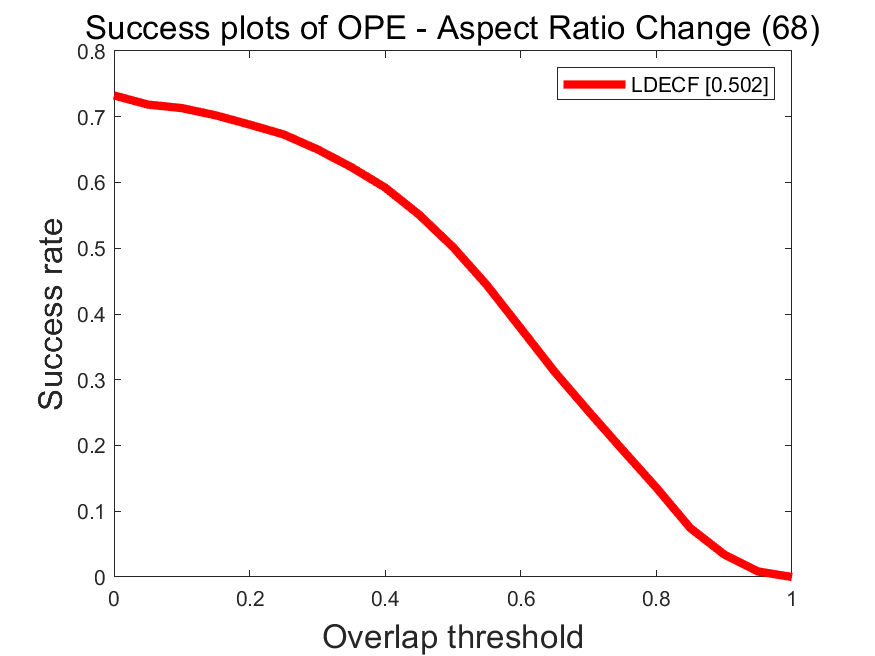 Success plots of OPE - Aspect Ratio Change (68)
LDECF [0.502]
Success rate
0.8
0.7
0.6
0.5
0.4
0.3
0.2
0.1
0
0 0.2 0.4 0.6 0.8 1
Overlap threshold